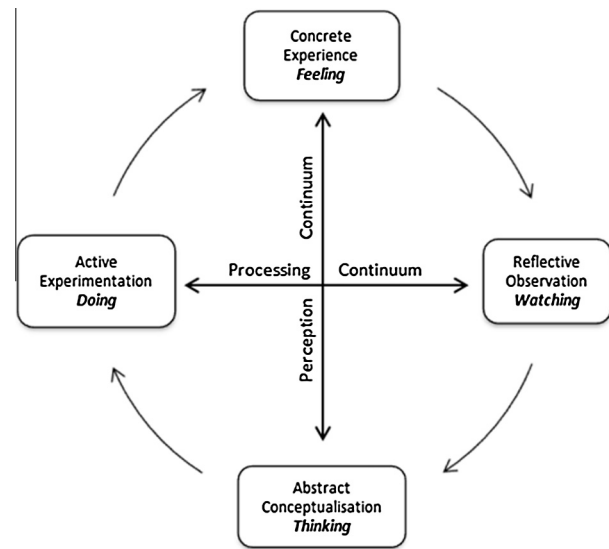 Concrete
Experience
Feeling
Continuum
Active
Experimentation
Doing
Processing
Continuum
Reflective
Observation
Watching
Perception
Abstract
Conceptualisation
Thinking